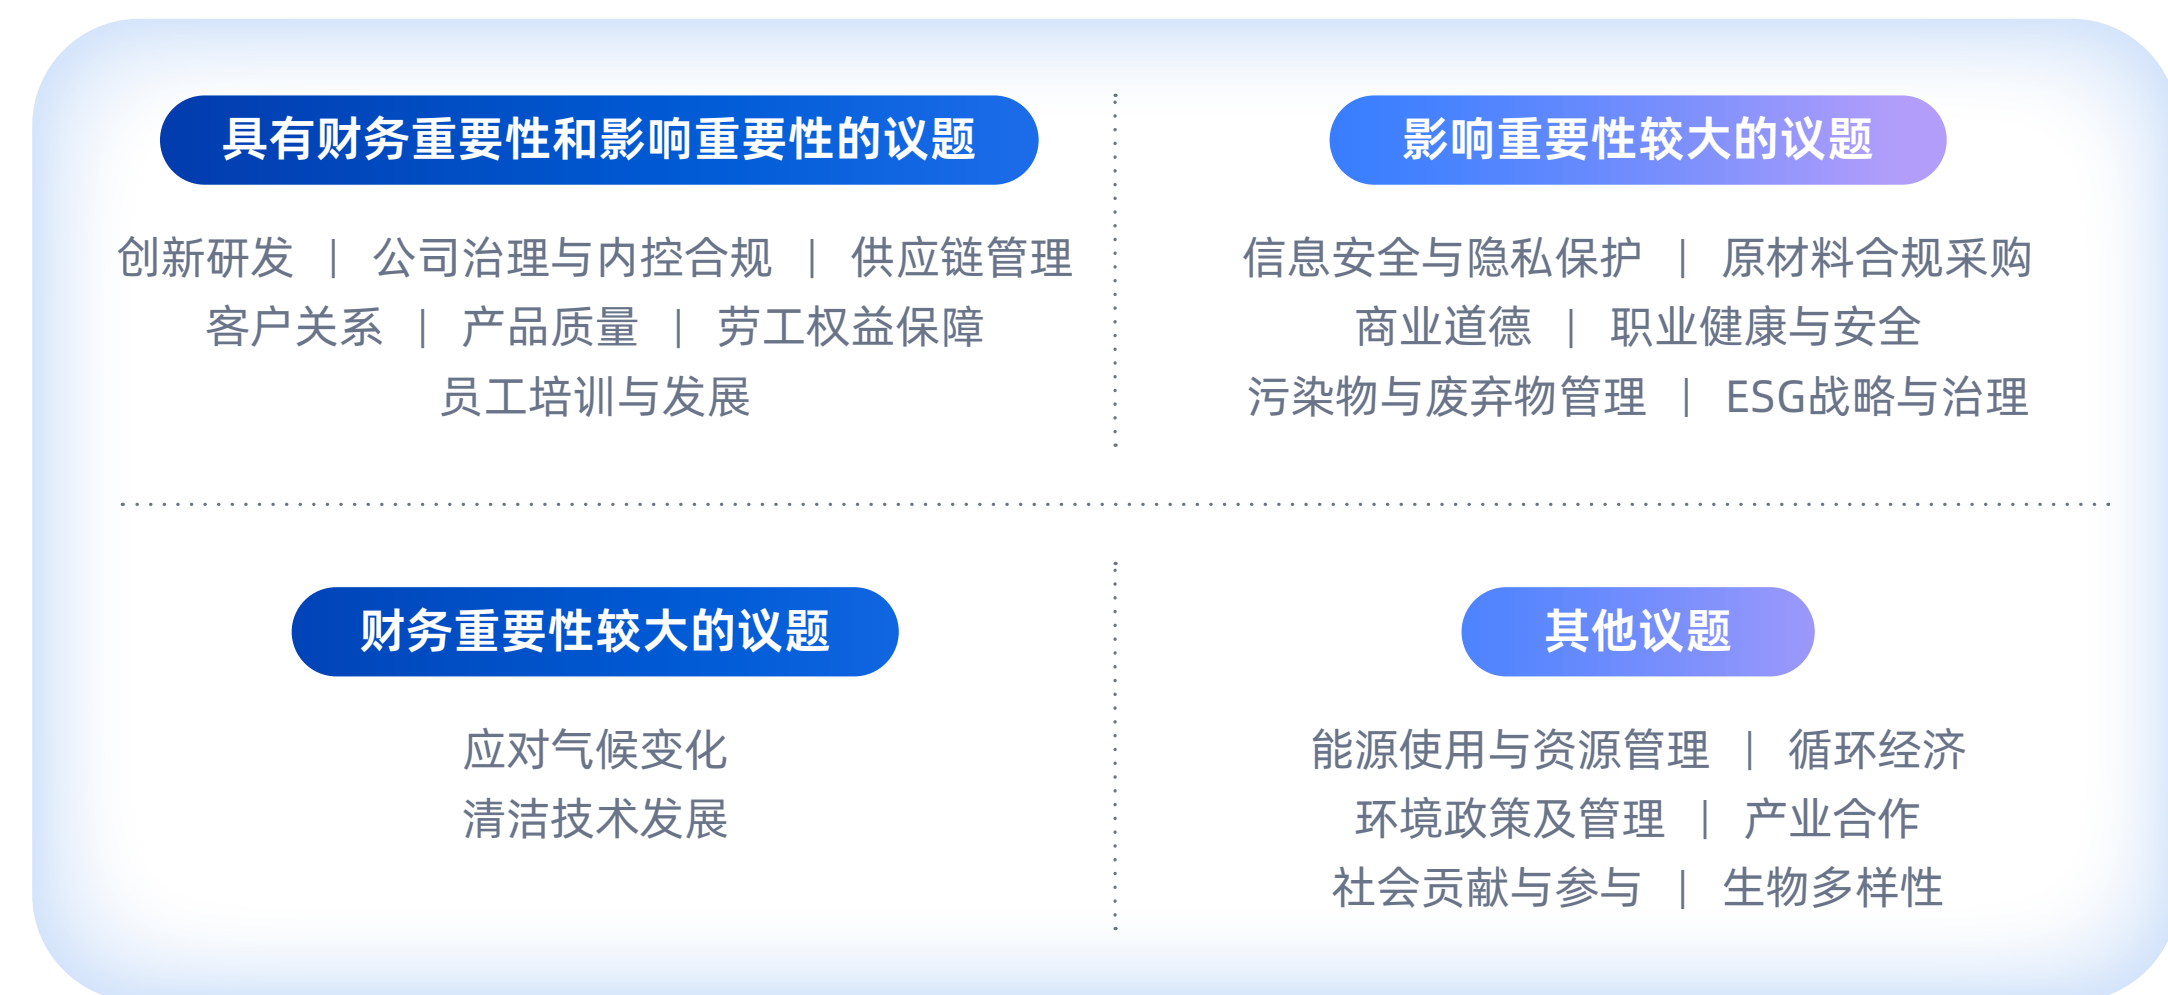 具有财务重要性和影响重要性的议题
创新研发 | 公司治理与内控合规 | 供应链管理
客户关系 | 产品质量 | 劳工权益保障
员工培训与发展
影响重要性较大的议题
信息安全与隐私保护 | 原材料合规采购
商业道德 | 职业健康与安全
污染物与废弃物管理 | ESG战略与治理
财务重要性较大的议题
应对气候变化
清洁技术发展
其他议题
能源使用与资源管理 | 循环经济
环境政策及管理 | 产业合作
社会贡献与参与 | 生物多样性